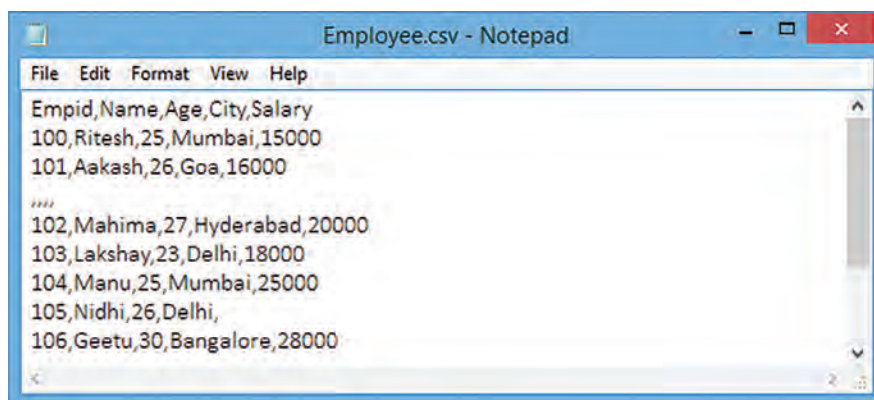 Employee.csv - Notepad
File Edit Format View Help
Empid,Name,Age,City,Salary
100,Ritesh,25,Mumbai,15000
101,Aakash,26,Goa,16000
,,,,
102,Mahima,27,Hyderabad,20000
103,Lakshay,23,Delhi,18000
104,Manu,25,Mumbai,25000
105,Nidhi,26,Delhi,
106,Geetu,30,Bangalore,28000